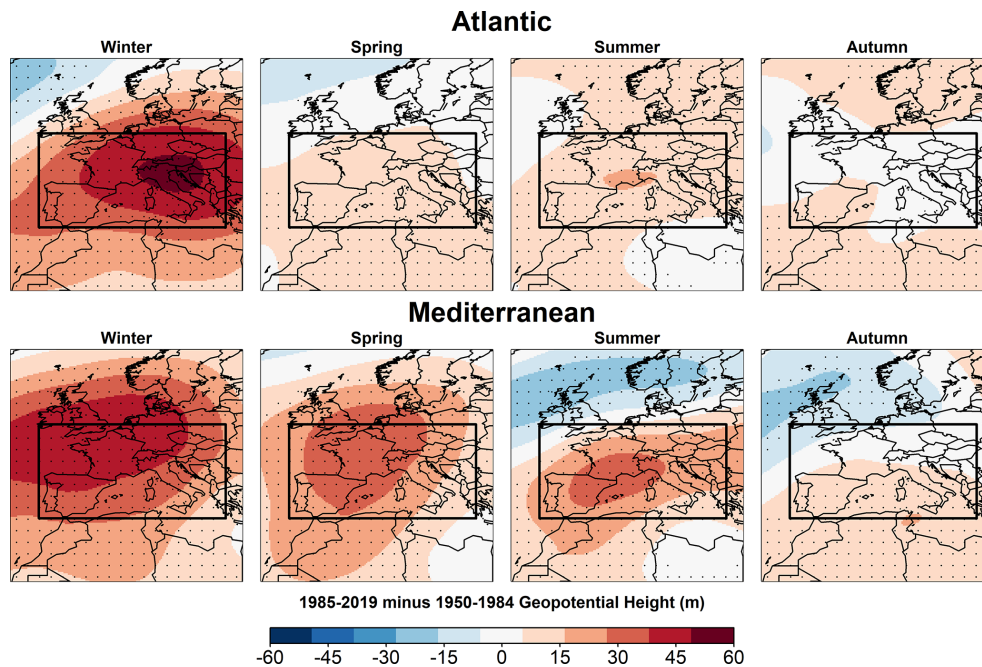 Atlantic
Winter Spring Summer Autumn
Mediterranean
Winter Spring Summer Autumn
1985-2019 minus 1950-1984 Geopotential Height (m)
-60 -45 -30 -15 0 15 30 45 60